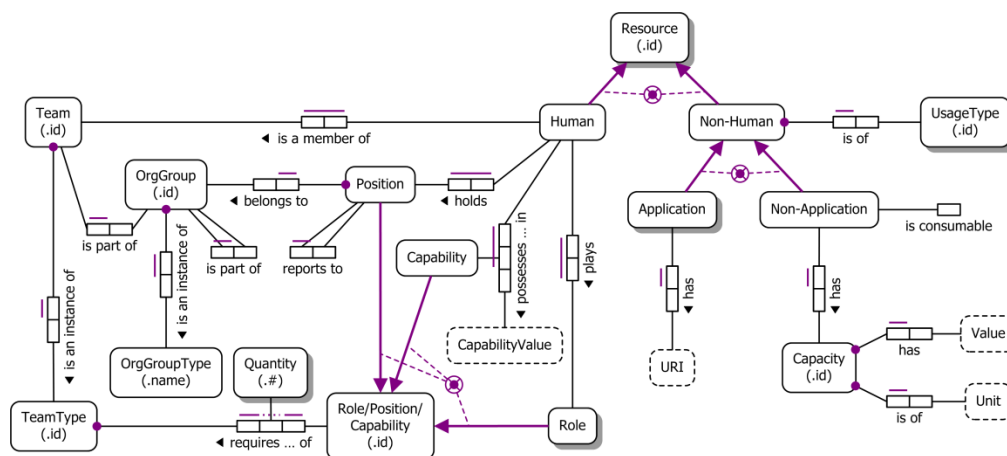 Resource
(.id)
Team
(.id)
◄ is a member of
Human
Non-Human
is of
UsageType
(.id)
OrgGroup
(.id)
◄ belongs to
Position
◄ holds
Application
Non-Application
is consumable
is part of
is part of
reports to
Capability
◄ possesses ... in
◄ plays
◄ is an instance of
◄ is an instance of
◄ has
◄ has
CapabilityValue
URI
Capacity
(.id)
has
Value
is of
Unit
OrgGroupType
(.name)
Quantity
(.#)
TeamType
(.id)
◄ requires ... of
Role/Position/
Capability
(.id)
Role